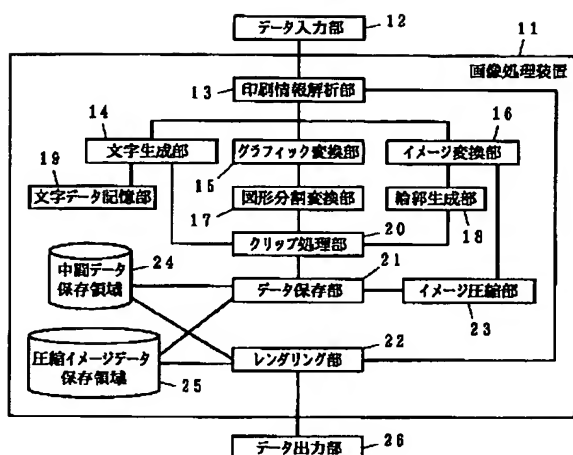 データ入力部
12
11
画像処理装置
13
印刷情報解析部
14
16
文字生成部
グラフィック変換部
イメージ変換部
19
15
文字データ記憶部
図形分割変換部
輪郭生成部
17
18
20
クリップ処理部
24
中間データ
保存領域
21
データ保存部
イメージ圧縮部
23
22
圧縮イメージデータ
保存領域
レンダリング部
25
データ出力部
26